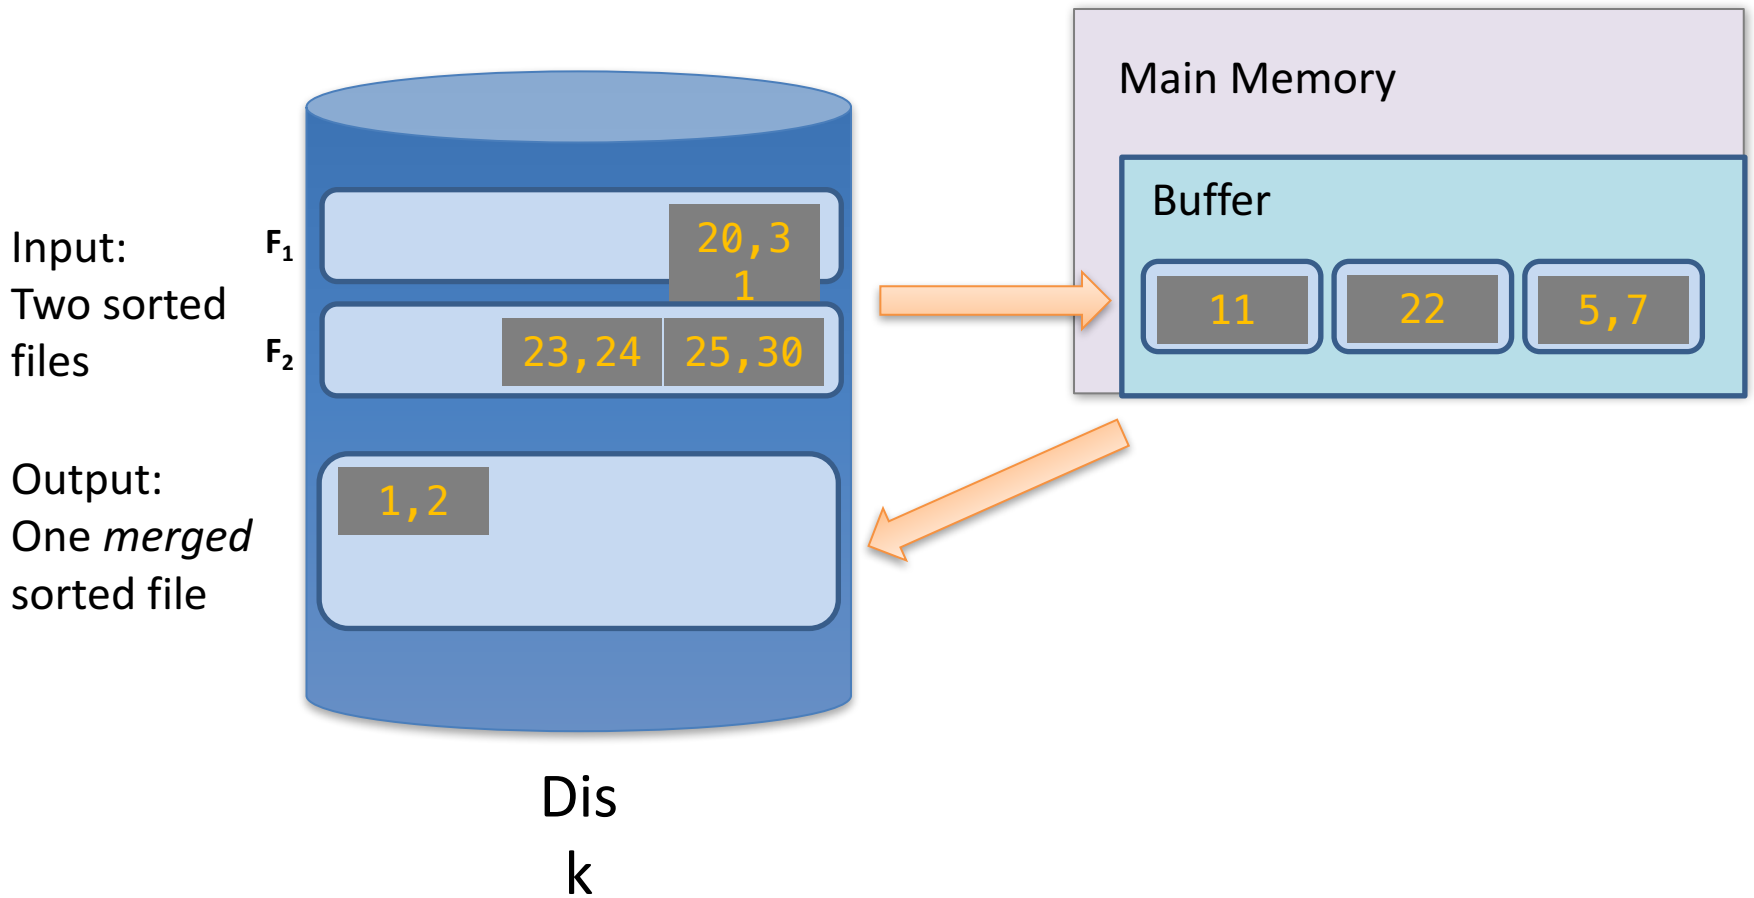 Main Memory
Buffer
11
22
5,7
Input:
Two sorted
files
F1
20,3
1
F2
23,24
25,30
Output:
One merged
sorted file
1,2
Dis
k